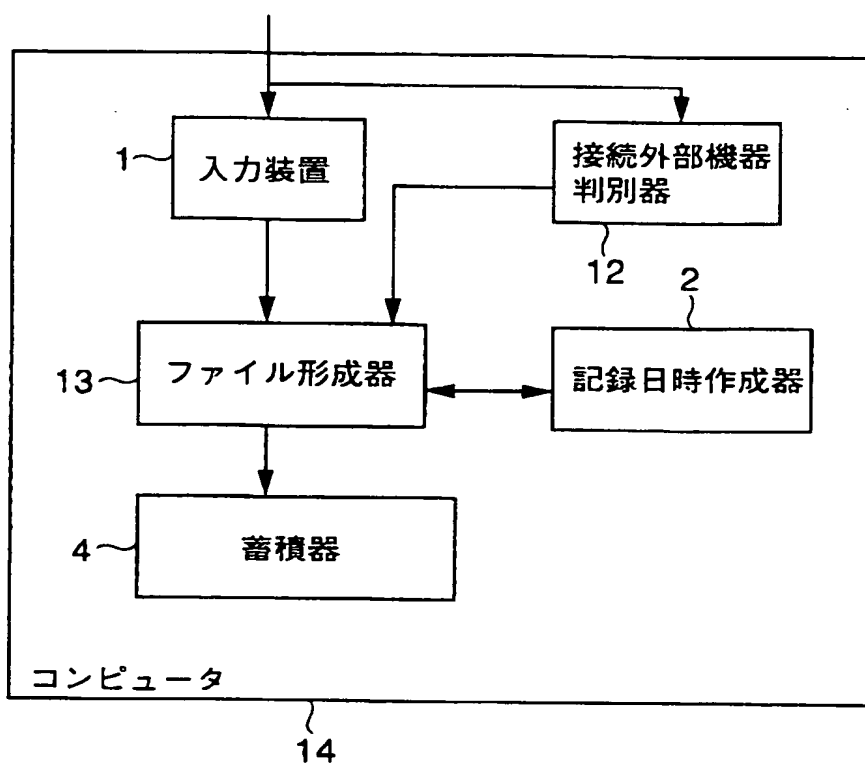 1
入力装置
接続外部機器
判別器
12
2
13
ファイル形成器
記録日時作成器
4
蓄積器
コンピュータ
14